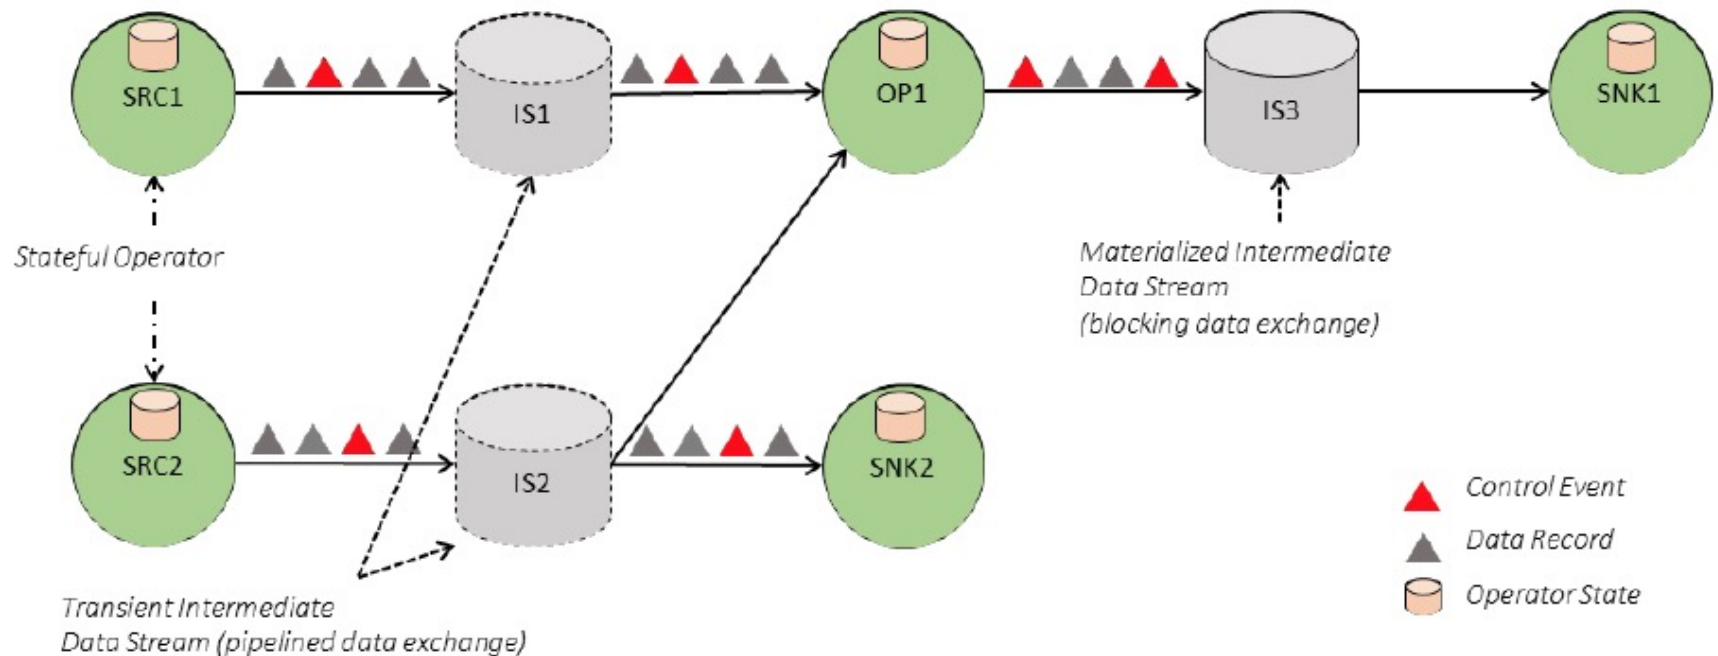 SRC1
IS1
OP1
IS3
SNK1
Stateful Operator
Materialized Intermediate
Data Stream
(blocking data exchange)
SRC2
IS2
SNK2
Control Event
Data Record
Operator State
Transient Intermediate
Data Stream (pipelined data exchange)